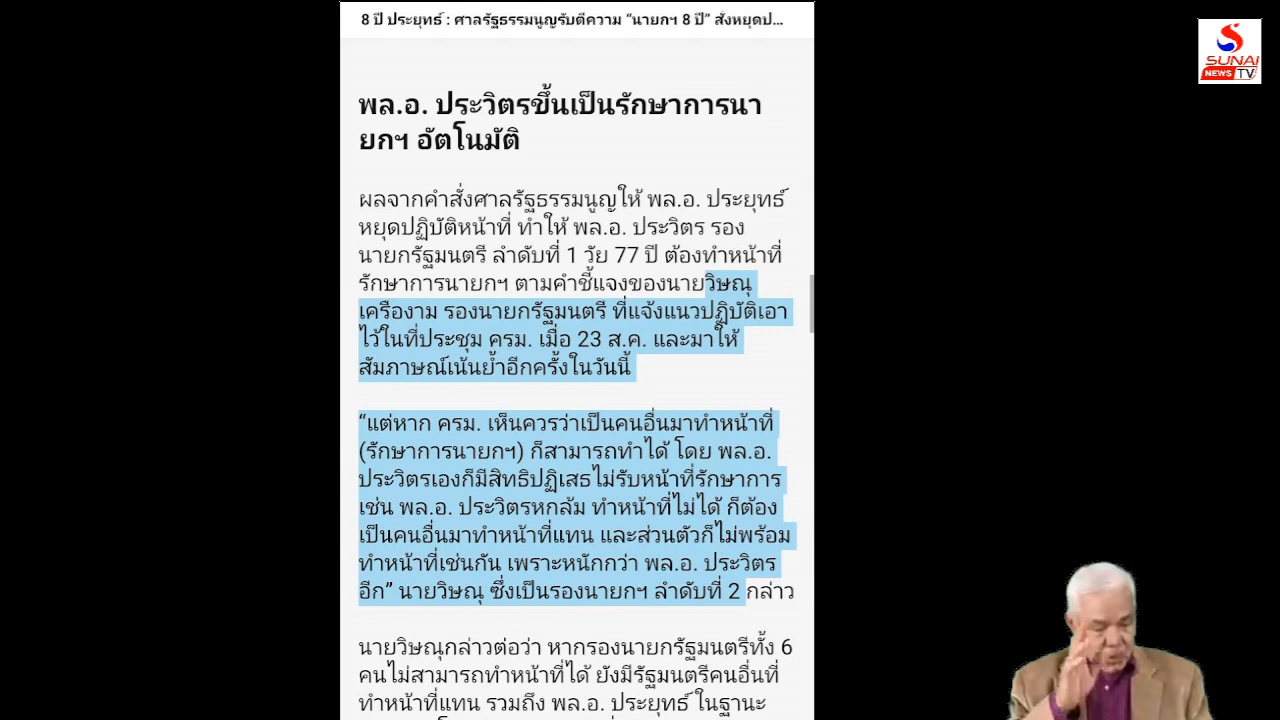 8 ปี ประยุทธ์ : ศาลรัฐธรรมนูญรับตีความ “นายกฯ 8 ปี” สั่งหยุดป...
SUNAI
NEWS TV
พล.อ. ประวิตรขึ้นเป็นรักษาการนา
ยกฯ อัตโนมัติ
ผลจากคำสั่งศาลรัฐธรรมนูญให้ พล.อ. ประยุทธ์
หยุดปฏิบัติหน้าที่ ทำให้ พล.อ. ประวิตร รอง
นายกรัฐมนตรี ลำดับที่ 1 วัย 77 ปี ต้องทำหน้าที่
รักษาการนายกฯ ตามคำชี้แจงของนายวิษณุ
เครืองาม รองนายกรัฐมนตรี ที่แจ้งแนวปฏิบัติเอา
ไว้ในที่ประชุม ครม. เมื่อ 23 ส.ค. และมาให้
สัมภาษณ์เน้นย้ำอีกครั้งในวันนี้
“แต่หาก ครม. เห็นควรว่าเป็นคนอื่นมาทำหน้าที่
(รักษาการนายกฯ) ก็สามารถทำได้ โดย พล.อ.
ประวิตรเองก็มีสิทธิปฏิเสธไม่รับหน้าที่รักษาการ
เช่น พล.อ. ประวิตรหกล้ม ทำหน้าที่ไม่ได้ ก็ต้อง
เป็นคนอื่นมาทำหน้าที่แทน และส่วนตัวก็ไม่พร้อม
ทำหน้าที่เช่นกัน เพราะหนักกว่า พล.อ. ประวิตร
อีก” นายวิษณุ ซึ่งเป็นรองนายกฯ ลำดับที่ 2 กล่าว
นายวิษณุกล่าวต่อว่า หากรองนายกรัฐมนตรีทั้ง 6
คนไม่สามารถทำหน้าที่ได้ ยังมีรัฐมนตรีคนอื่นที่
ทำหน้าที่แทน รวมถึง พล.อ. ประยุทธ์ ในฐานะ